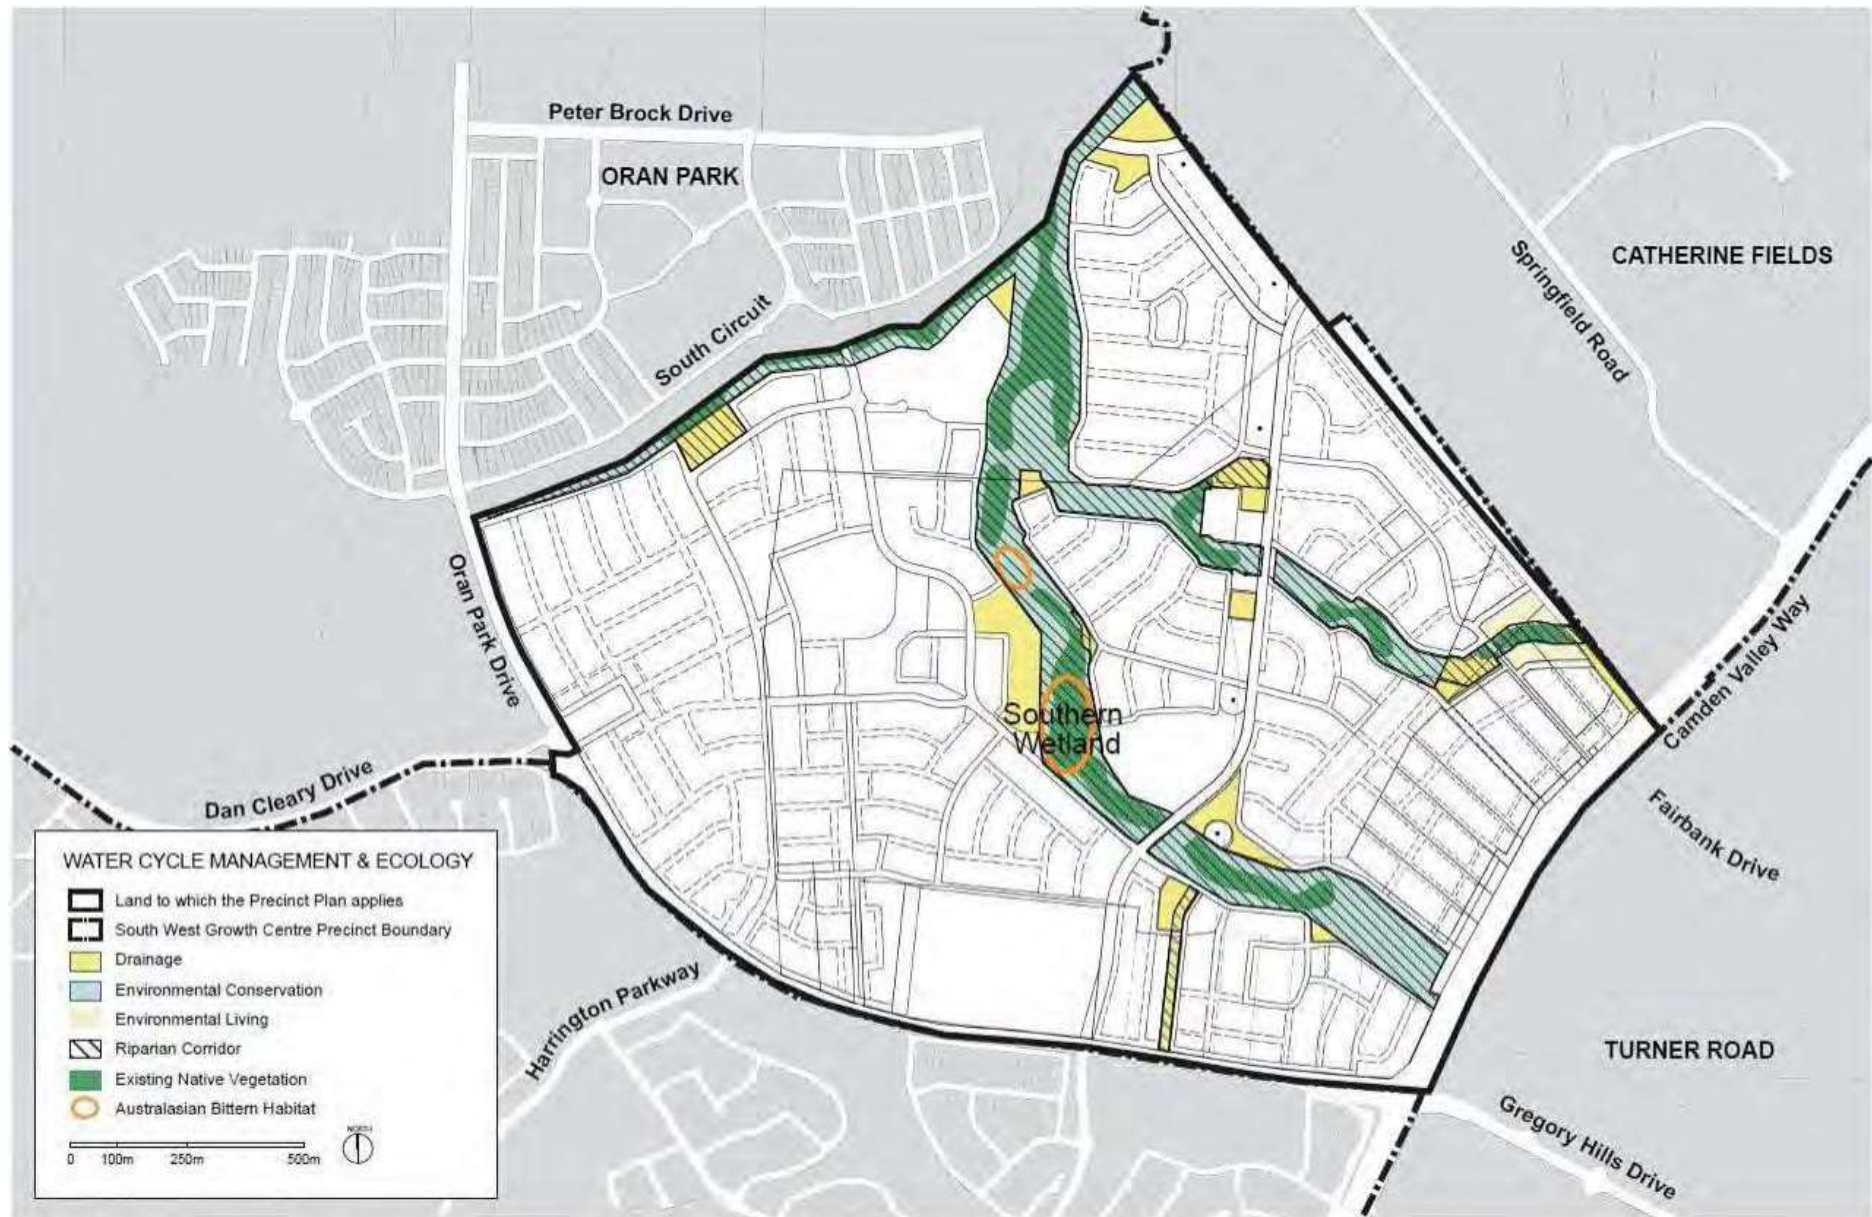 Peter Brock Drive
ORAN PARK
CATHERINE FIELDS
Springfield Road
South Circuit
Oran Park Drive
Camden Valley Way
Southern
Wetland
Dan Cleary Drive
Fairbank Drive
Harrington Parkway
TURNER ROAD
Gregory Hills Drive
WATER CYCLE MANAGEMENT & ECOLOGY
Land to which the Precinct Plan applies
South West Growth Centre Precinct Boundary
Drainage
Environmental Conservation
Environmental Living
Riparian Corridor
Existing Native Vegetation
Australasian Bittern Habitat
NORTH
0 100m 250m 500m